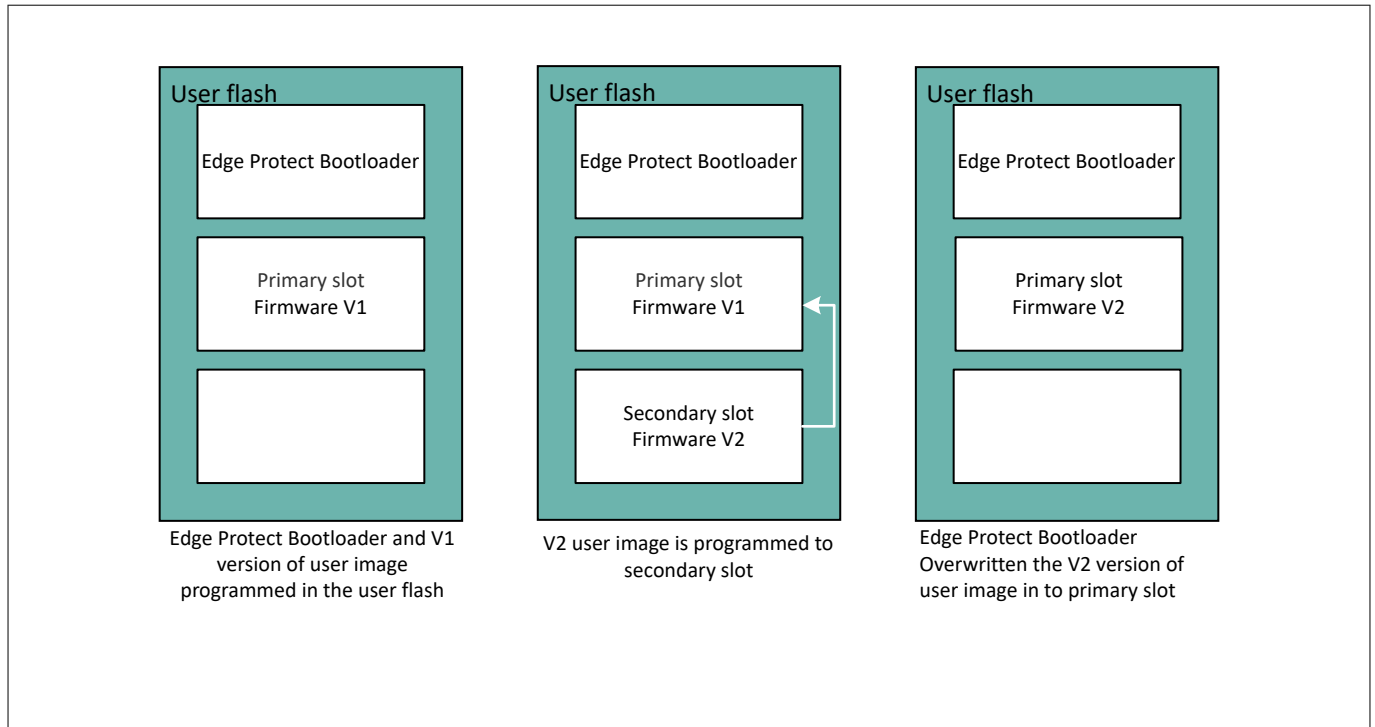 User flash
Edge Protect Bootloader
Primary slot
Firmware V1
Edge Protect Bootloader and V1
version of user image
programmed in the user flash
User flash
Edge Protect Bootloader
Primary slot
Firmware V1
Secondary slot
Firmware V2
V2 user image is programmed to
secondary slot
User flash
Edge Protect Bootloader
Primary slot
Firmware V2
Edge Protect Bootloader
Overwritten the V2 version of
user image in to primary slot